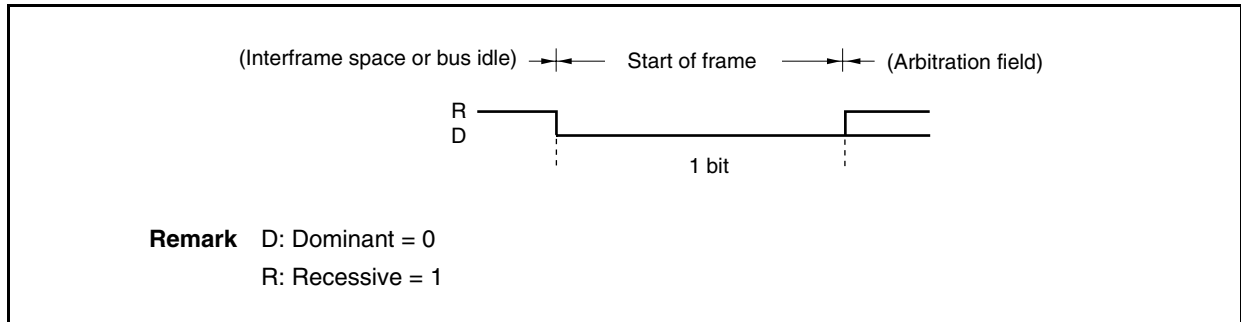 (Interframe space or bus idle) Start of frame (Arbitration field)
R
D
1 bit
Remark D: Dominant = 0
R: Recessive = 1